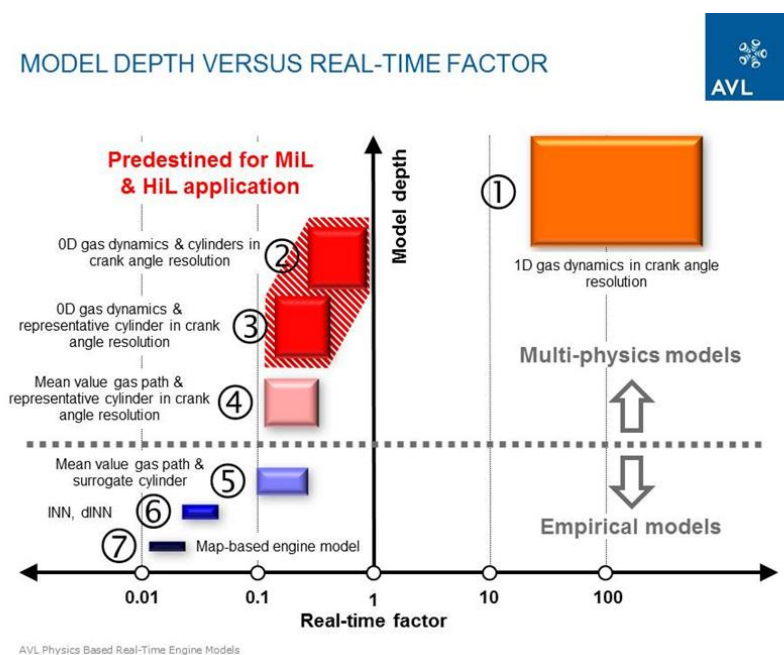 MODEL DEPTH VERSUS REAL-TIME FACTOR
AVL
Predestined for MiL
& HiL application
Model depth
①
0D gas dynamics & cylinders in
crank angle resolution
②
1D gas dynamics in crank angle
resolution
0D gas dynamics &
representative cylinder in crank
angle resolution
③
Multi-physics models
Mean value gas path &
representative cylinder in crank
angle resolution
④
Mean value gas path &
surrogate cylinder
⑤
INN, dINN
⑥
Empirical models
⑦
Map-based engine model
0.01
0.1
1
10
100
Real-time factor
AVL Physics Based Real-Time Engine Models